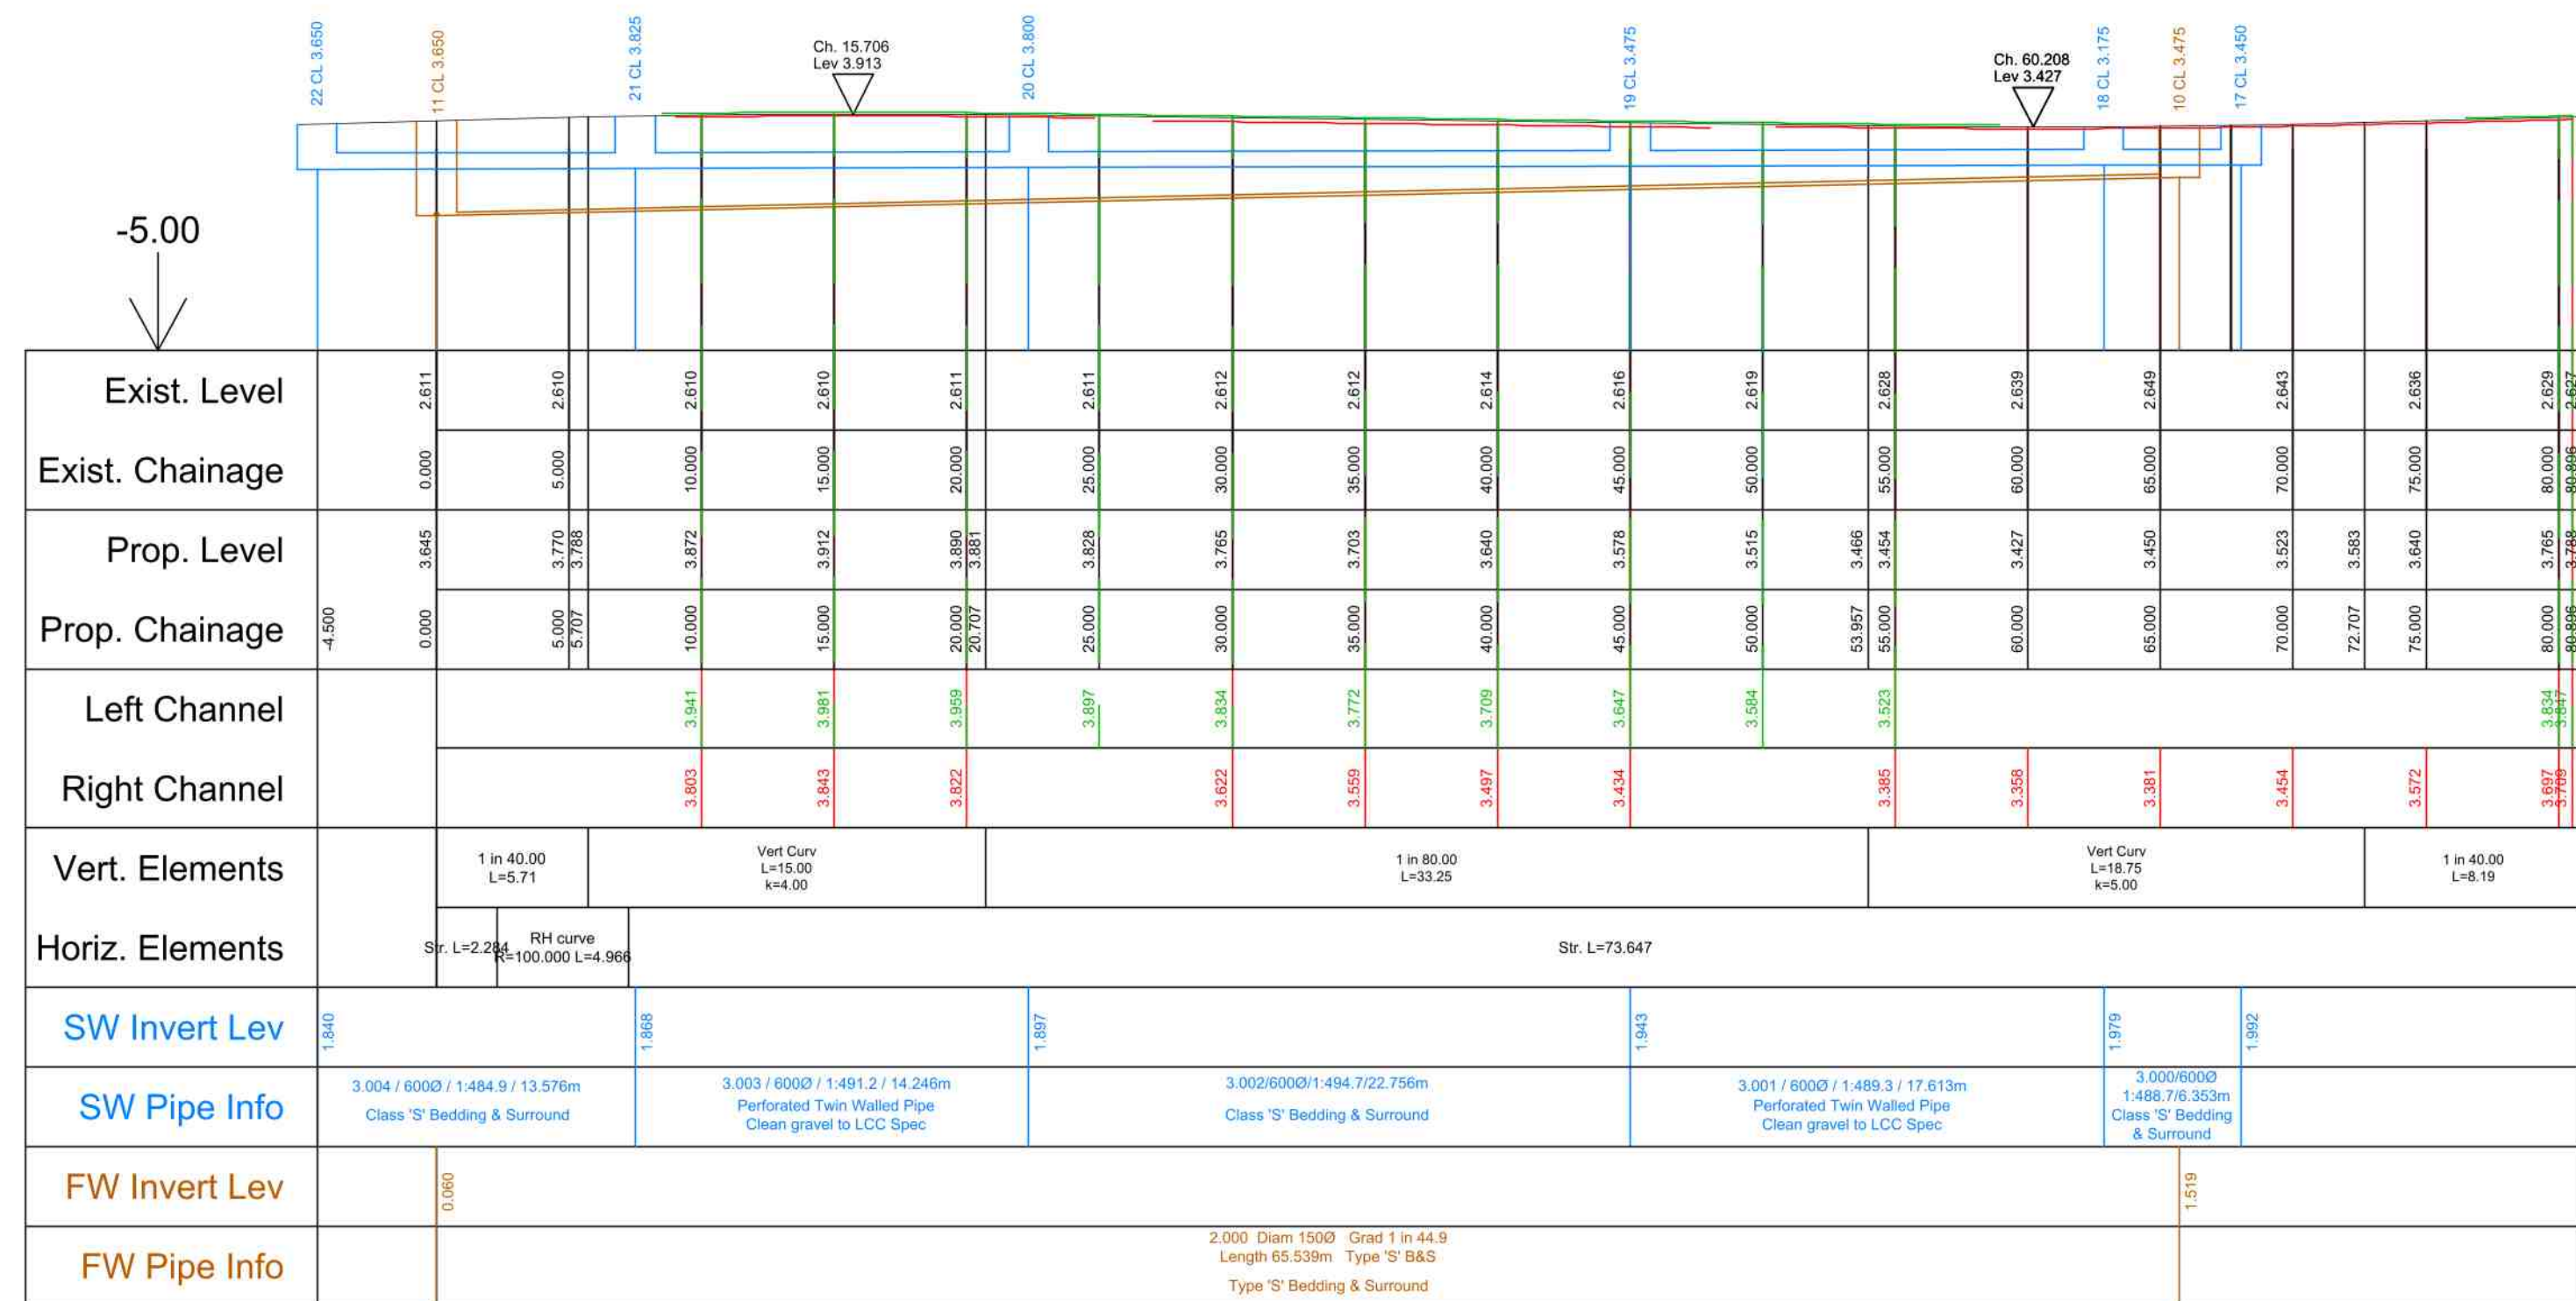 22 CL 3.650
11 CL 3.650
21 CL 3.825
Ch. 15.706
Lev 3.913
20 CL 3.800
19 CL 3.475
Ch. 60.208
Lev 3.427
18 CL 3.175
10 CL 3.475
17 CL 3.450
-5.00
Exist. Level 2.611 2.610 2.610 2.610 2.611 2.611 2.612 2.612 2.614 2.616 2.619 2.628 2.639 2.649 2.643 2.636 2.629 2.627
Exist. Chainage 0.000 5.000 10.000 15.000 20.000 25.000 30.000 35.000 40.000 45.000 50.000 55.000 60.000 65.000 70.000 75.000 80.000 80.896
Prop. Level 3.645 3.770 3.788 3.872 3.912 3.890 3.881 3.828 3.765 3.703 3.640 3.578 3.515 3.466 3.454 3.427 3.450 3.523 3.583 3.640 3.765 3.788
Prop. Chainage -4.500 0.000 5.000 5.707 10.000 15.000 20.000 20.707 25.000 30.000 35.000 40.000 45.000 50.000 53.957 55.000 60.000 65.000 70.000 72.707 75.000 80.000 80.896
Left Channel 3.941 3.981 3.959 3.897 3.834 3.772 3.709 3.647 3.584 3.523 3.834 3.847
Right Channel 3.803 3.843 3.822 3.622 3.559 3.497 3.434 3.385 3.358 3.381 3.454 3.572 3.697 3.709
Vert. Elements
1 in 40.00
L=5.71
Vert Curv
L=15.00
k=4.00
1 in 80.00
L=33.25
Vert Curv
L=18.75
k=5.00
1 in 40.00
L=8.19
Horiz. Elements
Str. L=2.284
RH curve
R=100.000 L=4.966
Str. L=73.647
SW Invert Lev 1.840 1.868 1.897 1.943 1.979 1.992
SW Pipe Info
3.004 / 600Ø / 1:484.9 / 13.576m
Class 'S' Bedding & Surround
3.003 / 600Ø / 1:491.2 / 14.246m
Perforated Twin Walled Pipe
Clean gravel to LCC Spec
3.002/600Ø/1:494.7/22.756m
Class 'S' Bedding & Surround
3.001 / 600Ø / 1:489.3 / 17.613m
Perforated Twin Walled Pipe
Clean gravel to LCC Spec
3.000/600Ø
1:488.7/6.353m
Class 'S' Bedding
& Surround
FW Invert Lev 0.060 1.519
FW Pipe Info
2.000 Diam 150Ø Grad 1 in 44.9
Length 65.539m Type 'S' B&S
Type 'S' Bedding & Surround